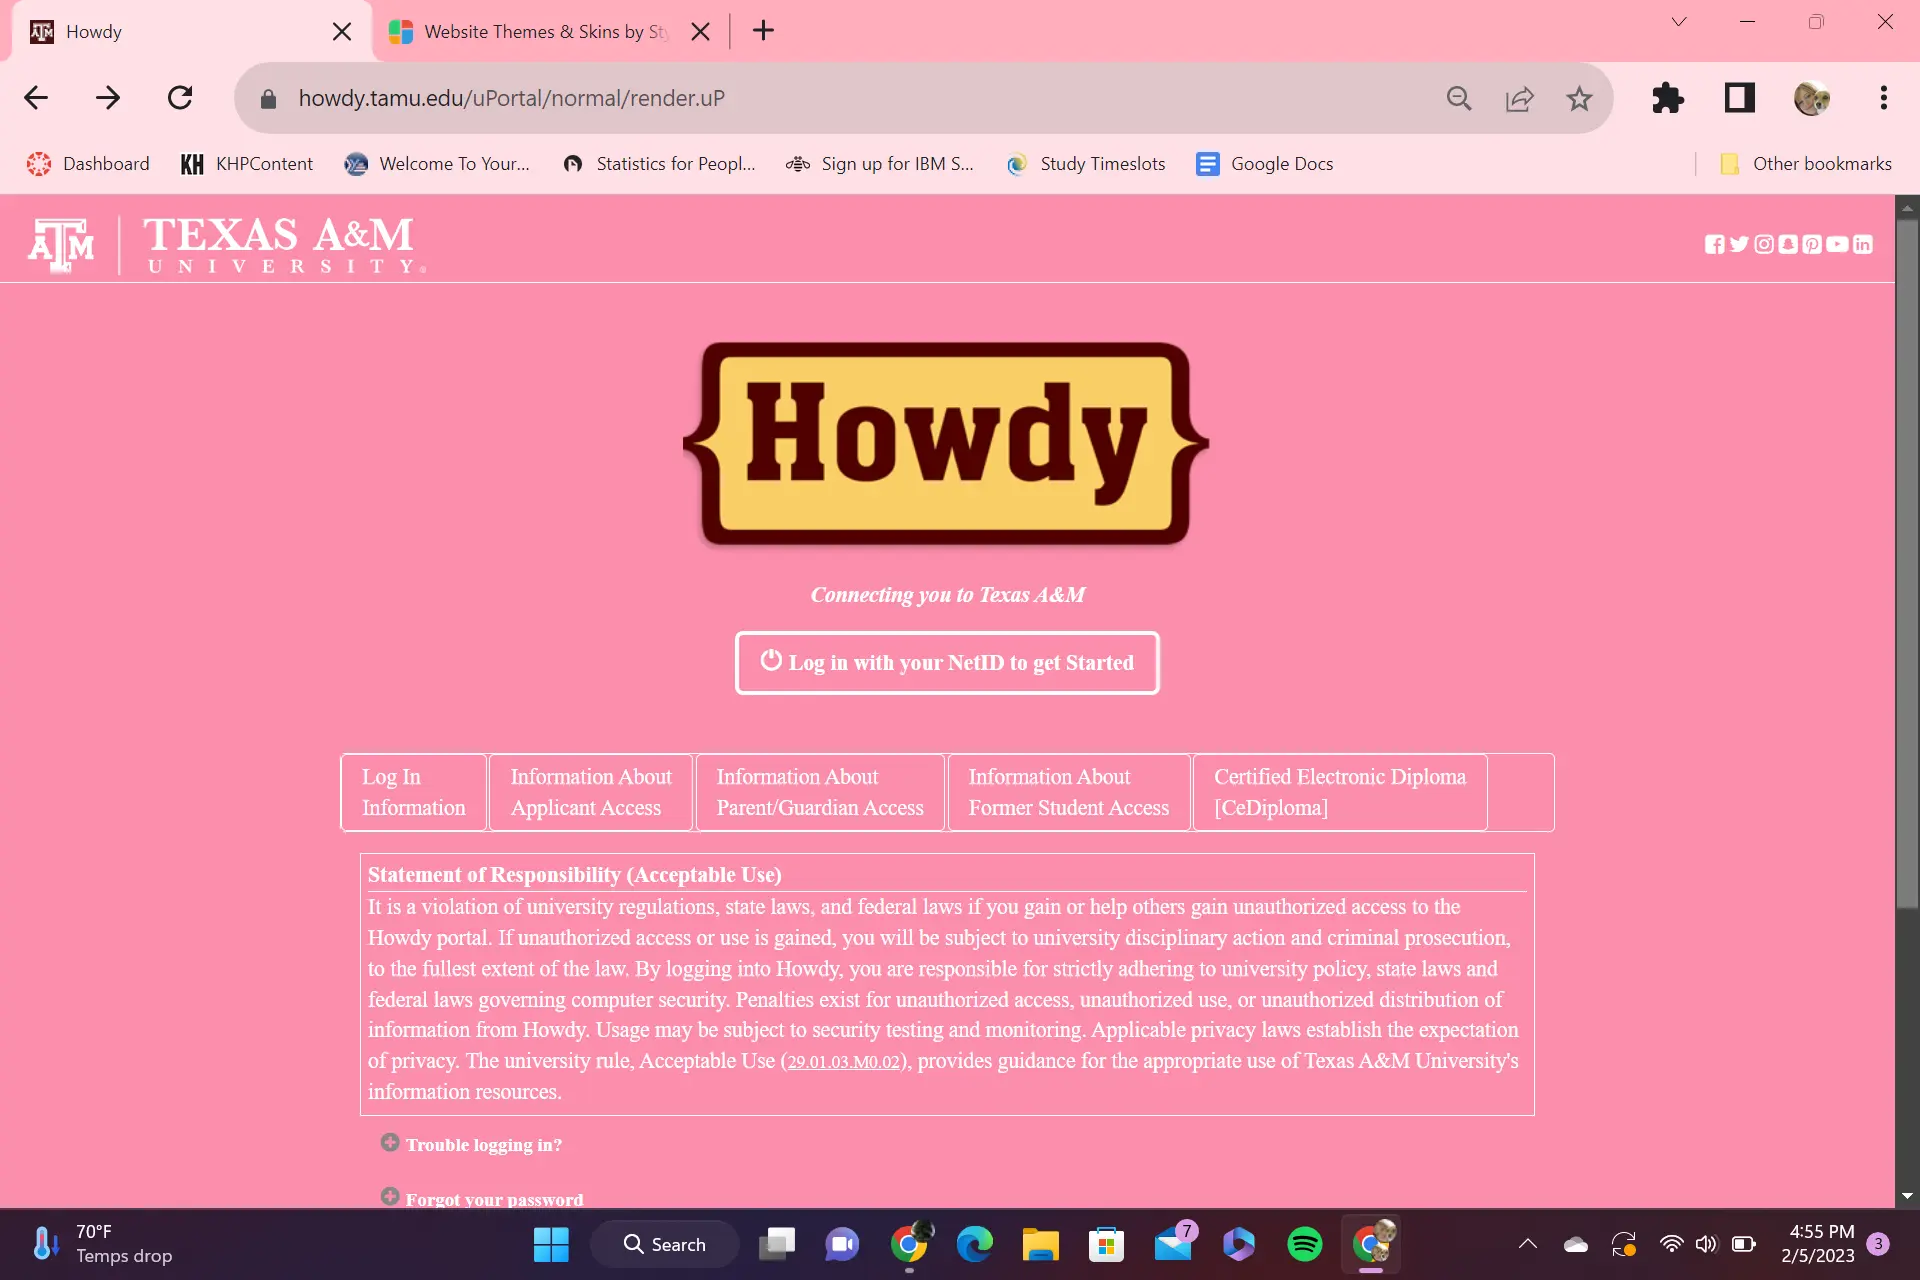 Howdy
Website Themes & Skins by St
howdy.tamu.edu/uPortal/normal/render.uP
Dashboard
KH KHPContent
Welcome To Your...
Statistics for Peopl...
Sign up for IBM S...
Study Timeslots
Google Docs
Other bookmarks
ATM
TEXAS A&M
UNIVERSITY
Howdy
Connecting you to Texas A&M
Log in with your NetID to get Started
Log In
Information
Information About
Applicant Access
Information About
Parent/Guardian Access
Information About
Former Student Access
Certified Electronic Diploma
[CeDiploma]
Statement of Responsibility (Acceptable Use)
It is a violation of university regulations, state laws, and federal laws if you gain or help others gain unauthorized access to the
Howdy portal. If unauthorized access or use is gained, you will be subject to university disciplinary action and criminal prosecution,
to the fullest extent of the law. By logging into Howdy, you are responsible for strictly adhering to university policy, state laws and
federal laws governing computer security. Penalties exist for unauthorized access, unauthorized use, or unauthorized distribution of
information from Howdy. Usage may be subject to security testing and monitoring. Applicable privacy laws establish the expectation
of privacy. The university rule, Acceptable Use (29.01.03.M0.02), provides guidance for the appropriate use of Texas A&M University's
information resources.
Trouble logging in?
Forgot your password
70°F
Temps drop
Search
7
4:55 PM
2/5/2023
3